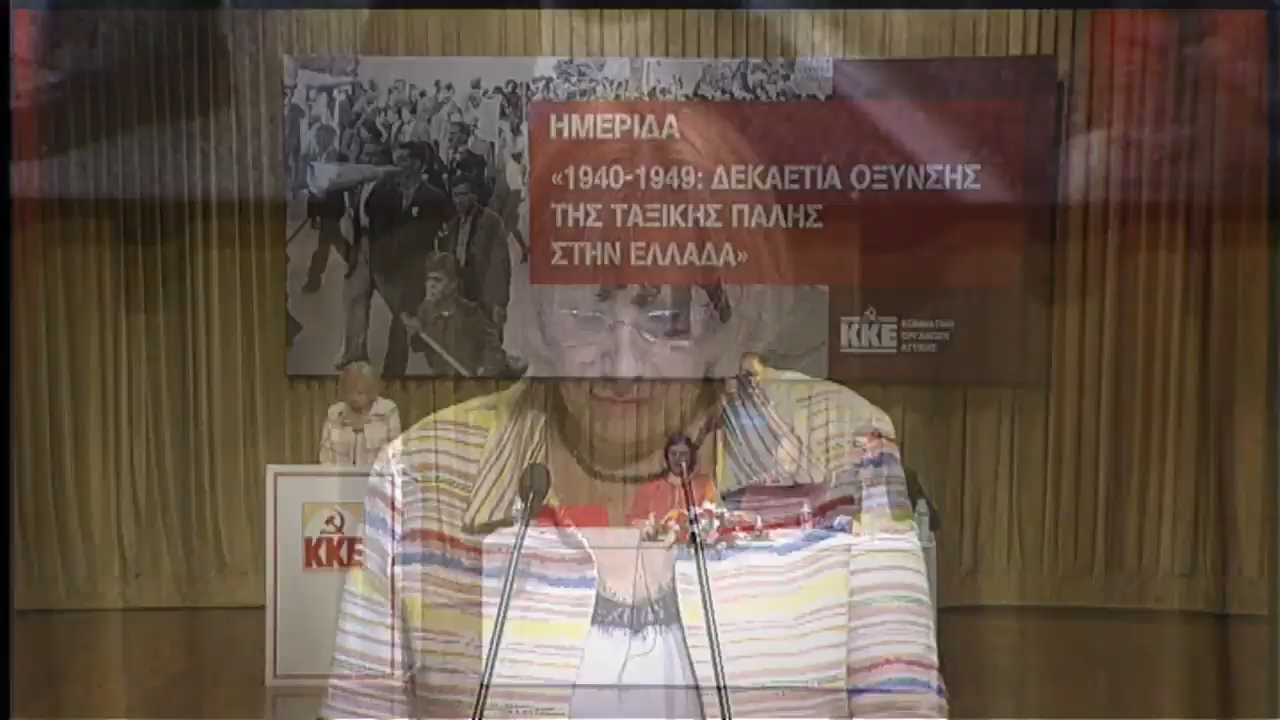 ΗΜΕΡΙΔΑ
«1940-1949: ΔΕΚΑΕΤΙΑ ΟΞΥΝΣΗΣ
ΤΗΣ ΤΑΞΙΚΗΣ ΠΑΛΗΣ
ΣΤΗΝ ΕΛΛΑΔΑ»
ΚΚΕ
ΚΚΕ